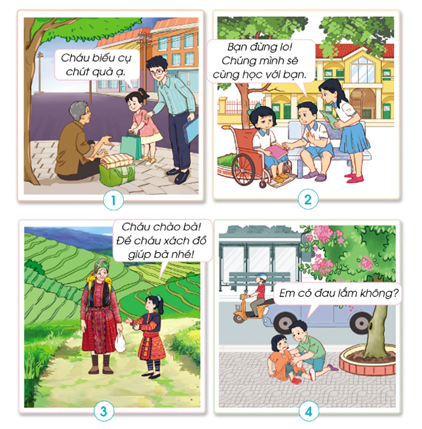 Cháu biếu cụ
chút quà ạ.
1
Bạn đừng lo!
Chúng mình sẽ
cùng học với bạn.
2
Cháu chào bà!
Để cháu xách đồ
giúp bà nhé!
3
Em có đau lắm không?
4